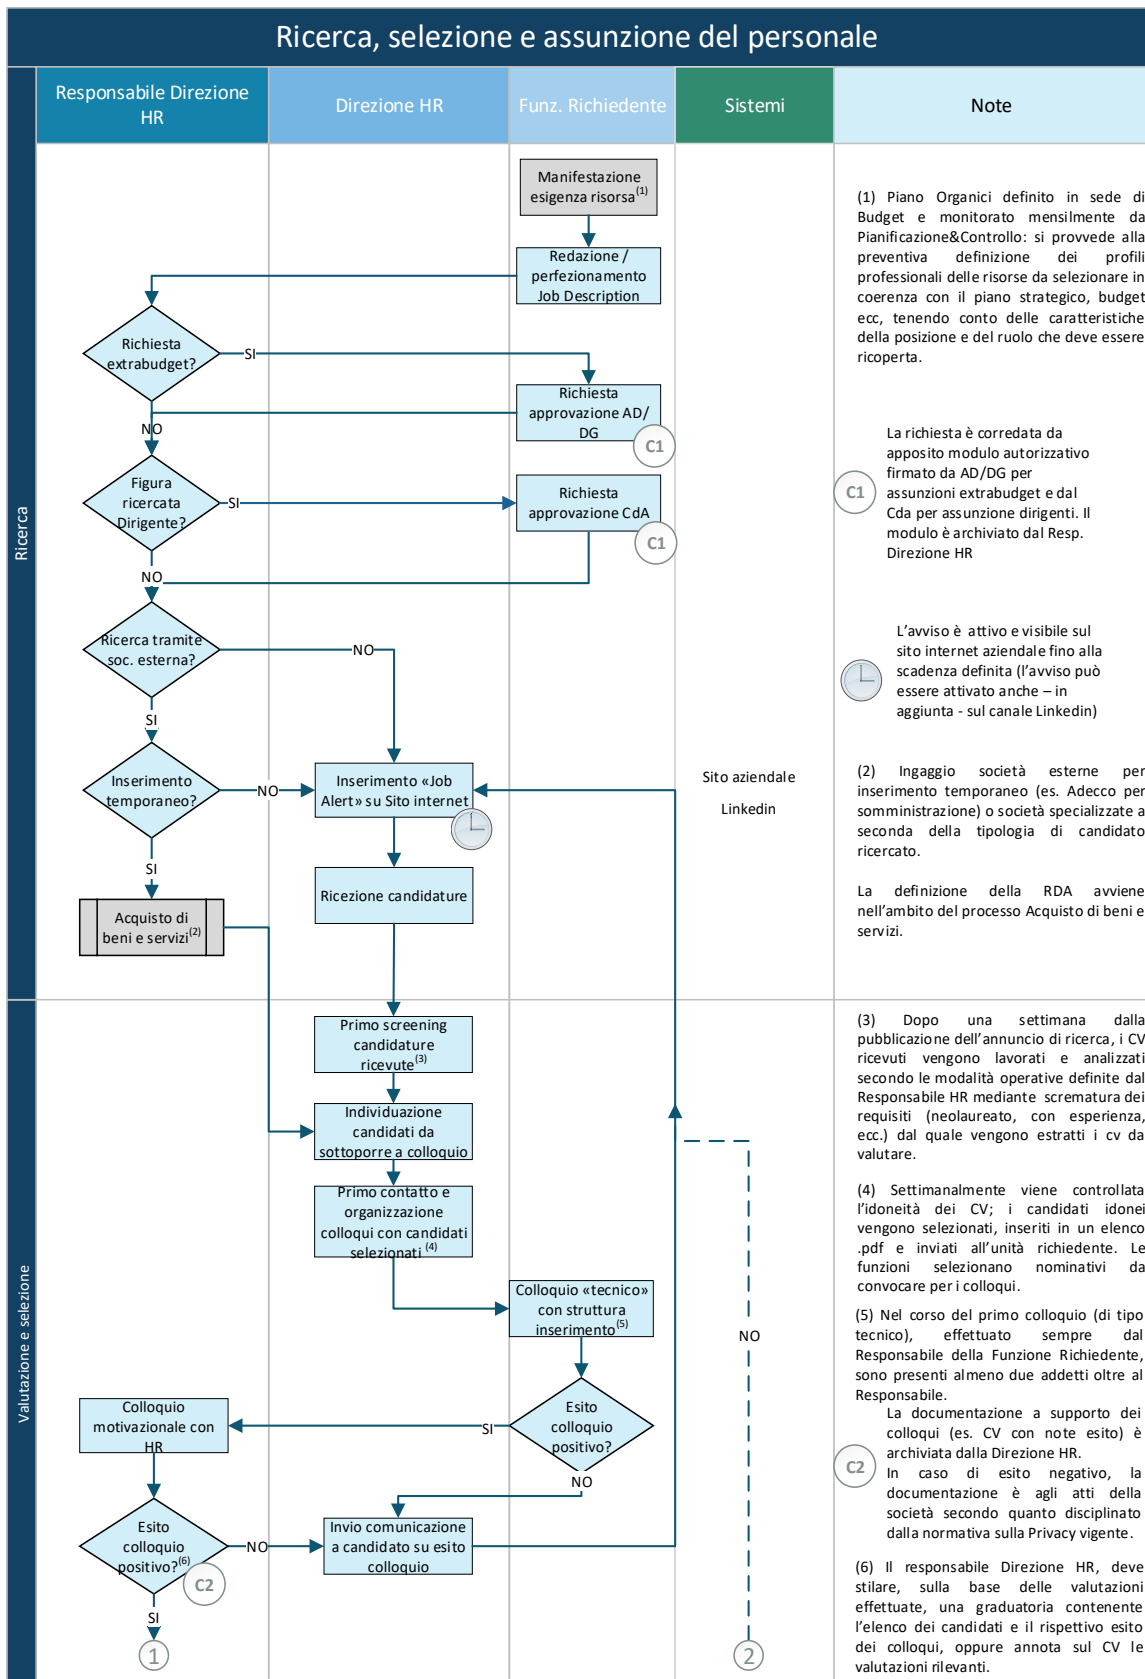 Ricerca, selezione e assunzione del personale
Responsabile Direzione
HR
Direzione HR
Funz. Richiedente
Sistemi
Note
Ricerca
Manifestazione
esigenza risorsa(1)
Redazione /
perfezionamento
Job Description
Richiesta
extrabudget?
SI
Richiesta
approvazione AD/
DG
C1
NO
Figura
ricercata
Dirigente?
SI
Richiesta
approvazione CdA
C1
NO
Ricerca tramite
soc. esterna?
NO
SI
Inserimento
temporaneo?
NO
Inserimento «Job
Alert» su Sito internet
Sito aziendale
Linkedin
SI
Acquisto di
beni e servizi(2)
Ricezione candidature
(1) Piano Organici definito in sede di
Budget e monitorato mensilmente da
Pianificazione&Controllo: si provvede alla
preventiva definizione dei profili
professionali delle risorse da selezionare in
coerenza con il piano strategico, budget
ecc, tenendo conto delle caratteristiche
della posizione e del ruolo che deve essere
ricoperta.
C1
La richiesta è corredata da
apposito modulo autorizzativo
firmato da AD/DG per
assunzioni extrabudget e dal
Cda per assunzione dirigenti. Il
modulo è archiviato dal Resp.
Direzione HR
L'avviso è attivo e visibile sul
sito internet aziendale fino alla
scadenza definita (l'avviso può
essere attivato anche – in
aggiunta - sul canale Linkedin)
(2) Ingaggio società esterne per
inserimento temporaneo (es. Adecco per
somministrazione) o società specializzate a
seconda della tipologia di candidato
ricercato.
La definizione della RDA avviene
nell'ambito del processo Acquisto di beni e
servizi.
Valutazione e selezione
Primo screening
candidature
ricevute(3)
Individuazione
candidati da
sottoporre a colloquio
Primo contatto e
organizzazione
colloqui con candidati
selezionati (4)
Colloquio «tecnico»
con struttura
inserimento(5)
Esito
colloquio
positivo?
SI
NO
Colloquio
motivazionale con
HR
Esito
colloquio
positivo?(6)
C2
NO
Invio comunicazione
a candidato su esito
colloquio
SI
1
NO
2
(3) Dopo una settimana dalla
pubblicazione dell'annuncio di ricerca, i CV
ricevuti vengono lavorati e analizzati
secondo le modalità operative definite dal
Responsabile HR mediante scrematura dei
requisiti (neolaureato, con esperienza,
ecc.) dal quale vengono estratti i cv da
valutare.
(4) Settimanalmente viene controllata
l'idoneità dei CV; i candidati idonei
vengono selezionati, inseriti in un elenco
.pdf e inviati all'unità richiedente. Le
funzioni selezionano nominativi da
convocare per i colloqui.
(5) Nel corso del primo colloquio (di tipo
tecnico), effettuato sempre dal
Responsabile della Funzione Richiedente,
sono presenti almeno due addetti oltre al
Responsabile.
C2
La documentazione a supporto dei
colloqui (es. CV con note esito) è
archiviata dalla Direzione HR.
In caso di esito negativo, la
documentazione è agli atti della
società secondo quanto disciplinato
dalla normativa sulla Privacy vigente.
(6) Il responsabile Direzione HR, deve
stilare, sulla base delle valutazioni
effettuate, una graduatoria contenente
l'elenco dei candidati e il rispettivo esito
dei colloqui, oppure annota sul CV le
valutazioni rilevanti.